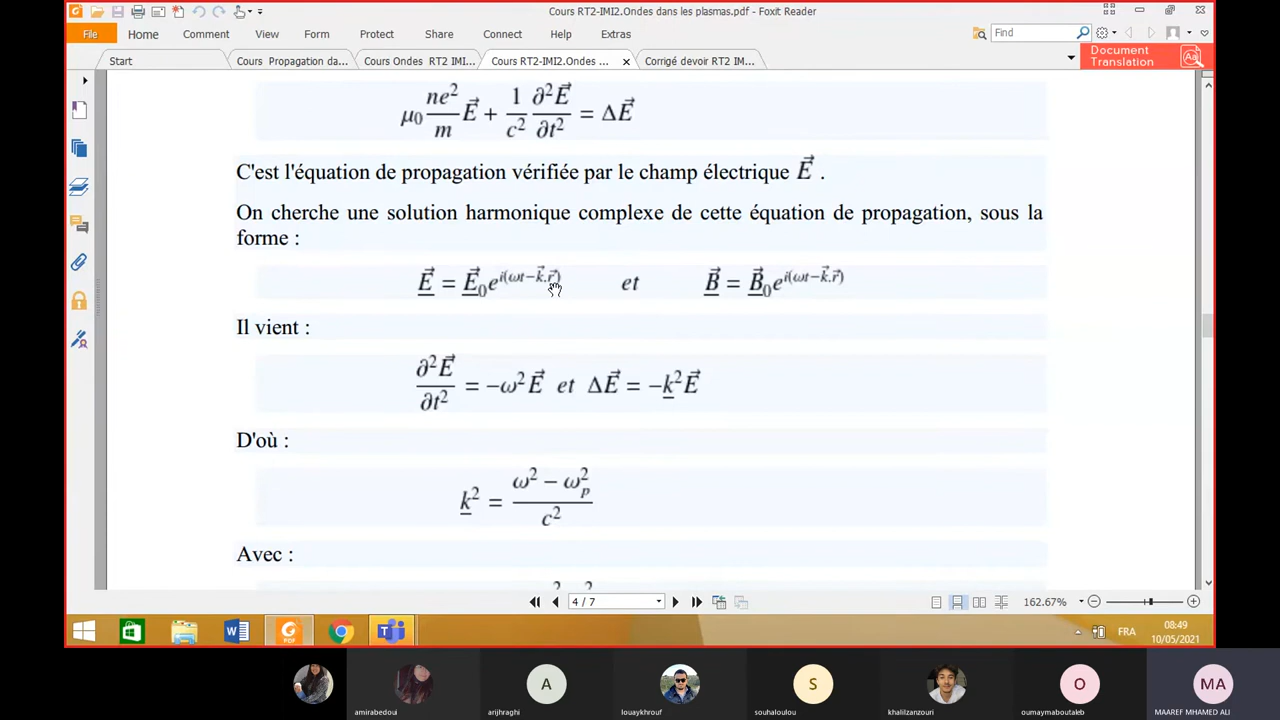 Cours RT2-IMI2.Ondes dans les plasmas.pdf - Foxit Reader
File Home Comment View Form Protect Share Connect Help Extras Find
Start Cours Propagation da... Cours Ondes RT2 IMI... Cours RT2-IMI2.Ondes ... × Corrigé devoir RT2 IM... Document
Translation
μ₀ ne²/m E⃗ + 1/c² ∂²E⃗/∂t² = ΔE⃗
C'est l'équation de propagation vérifiée par le champ électrique E⃗ .
On cherche une solution harmonique complexe de cette équation de propagation, sous la
forme :
E⃗ = E⃗₀e^{i(ωt−k⃗.r⃗)} et B⃗ = B⃗₀e^{i(ωt−k⃗.r⃗)}
Il vient :
∂²E⃗/∂t² = −ω²E⃗ et ΔE⃗ = −k²E⃗
D'où :
k² = (ω² − ωₚ²)/c²
Avec :
4 / 7 162.67%
FRA 08:49
10/05/2021
A S O MA
amirabedoui arijhraghi louaykhrouf souhaloulou khalilzanzouri oumaymaboutaleb MAAREF MHAMED ALI